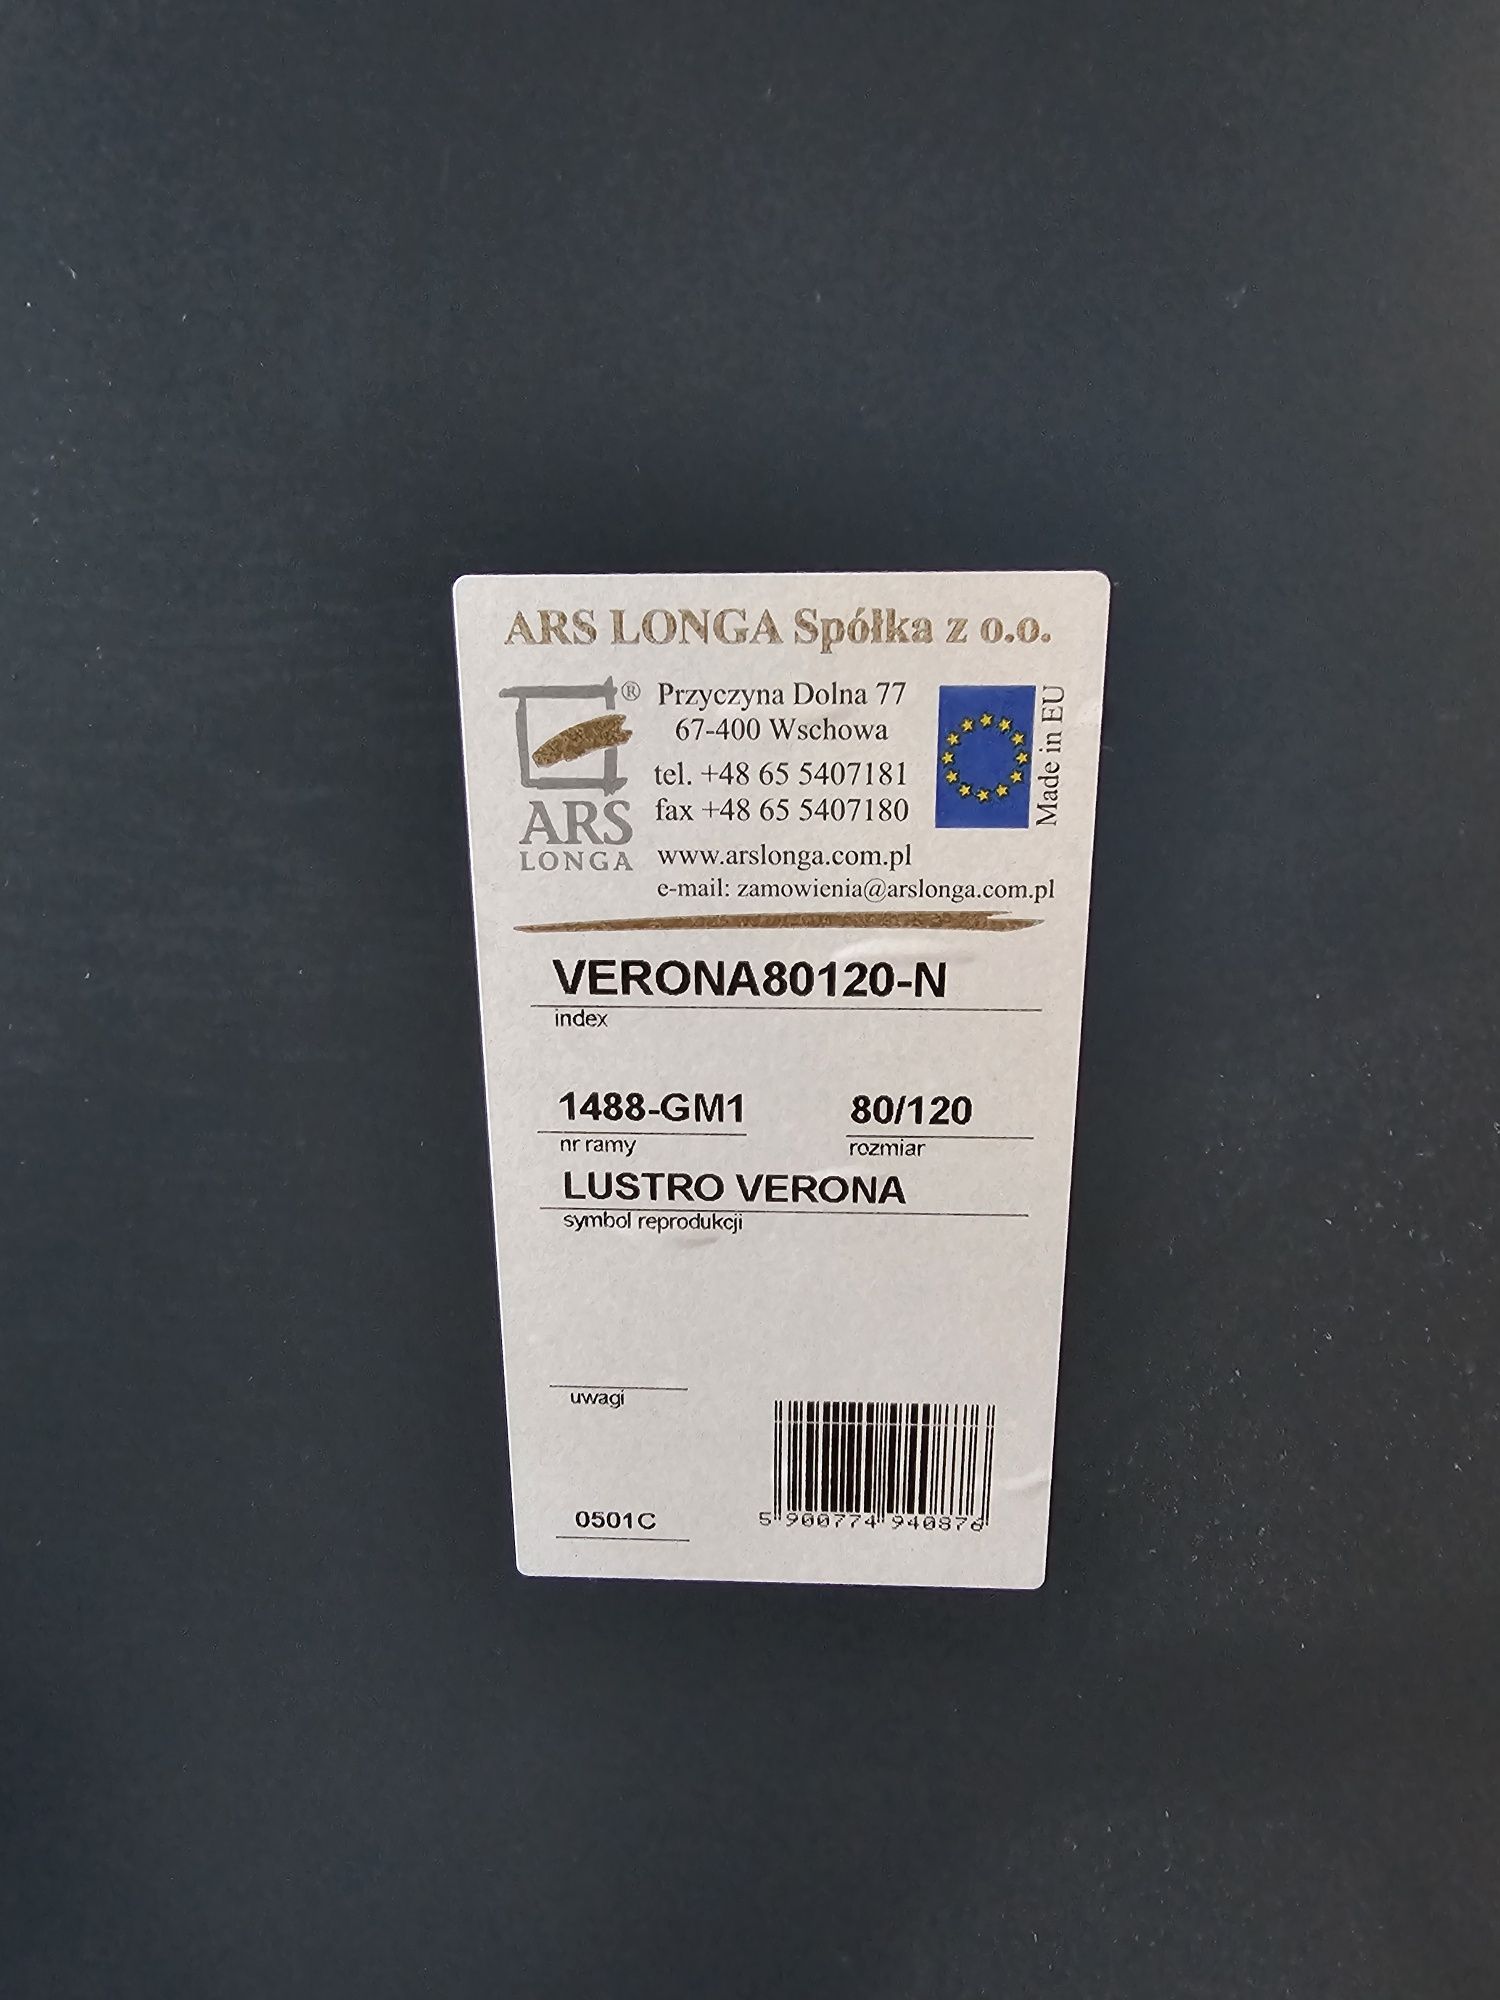 ARS LONGA Spółka z o.o.
®
ARS
LONGA
Przyczyna Dolna 77
67-400 Wschowa
tel. +48 65 5407181
fax +48 65 5407180
www.arslonga.com.pl
e-mail: zamowienia@arslonga.com.pl
Made in EU
VERONA80120-N
index
1488-GM1 80/120
nr ramy rozmiar
LUSTRO VERONA
symbol reprodukcji
uwagi
0501C
5 900774 940876